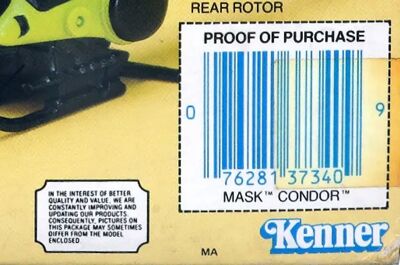 REAR ROTOR
PROOF OF PURCHASE
0 9
76281 37340
MASK™ CONDOR™
IN THE INTEREST OF BETTER
QUALITY AND VALUE, WE ARE
CONSTANTLY IMPROVING AND
UPDATING OUR PRODUCTS.
CONSEQUENTLY, PICTURES ON
THIS PACKAGE MAY SOMETIMES
DIFFER FROM THE MODEL
ENCLOSED.
MA
Kenner